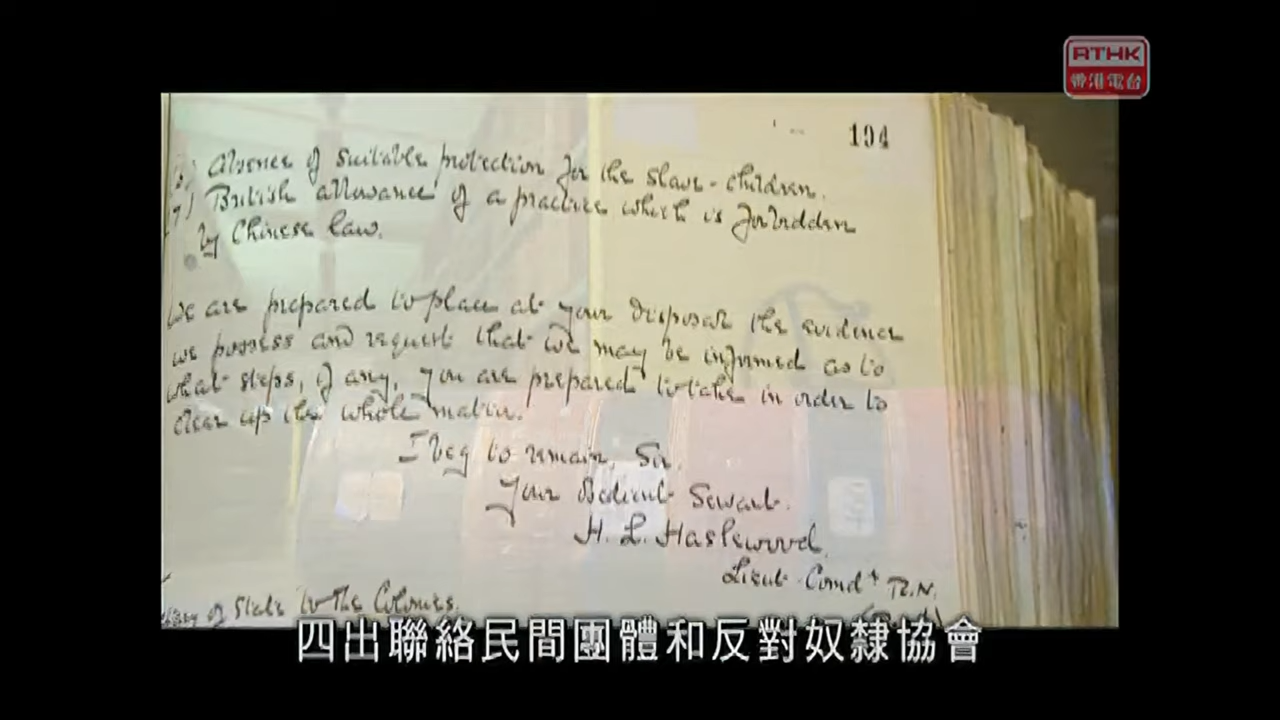 RTHK
香港電台
194
) Absence of suitable protection for the slave-children.
(7) British allowance of a practice which is forbidden
by Chinese law.
We are prepared to place at your disposal the evidence
we possess and request that we may be informed as to
what steps, if any, you are prepared to take in order to
clear up the whole matter.
I beg to remain, Sir,
Your Obedient Servant.
H. L. Haslewood
Lieut-Comdt R.N.
of State to the Colonies.
四出聯絡民間團體和反對奴隸協會